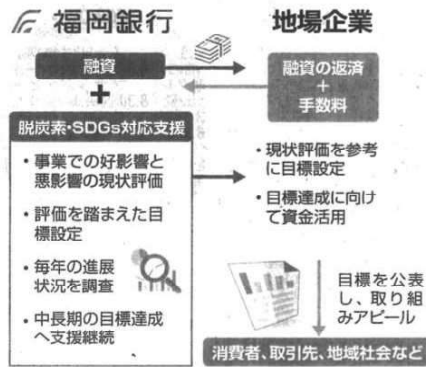 福岡銀行
地場企業
融資
融資の返済
+
手数料
+
脱炭素・SDGs対応支援
・事業での好影響と
悪影響の現状評価
・評価を踏まえた目
標設定
・毎年の進展
状況を調査
・中長期の目標達成
へ支援継続
・現状評価を参考
に目標設定
・目標達成に向け
て資金活用
目標を公表
し、取り組
みアピール
消費者、取引先、地域社会など